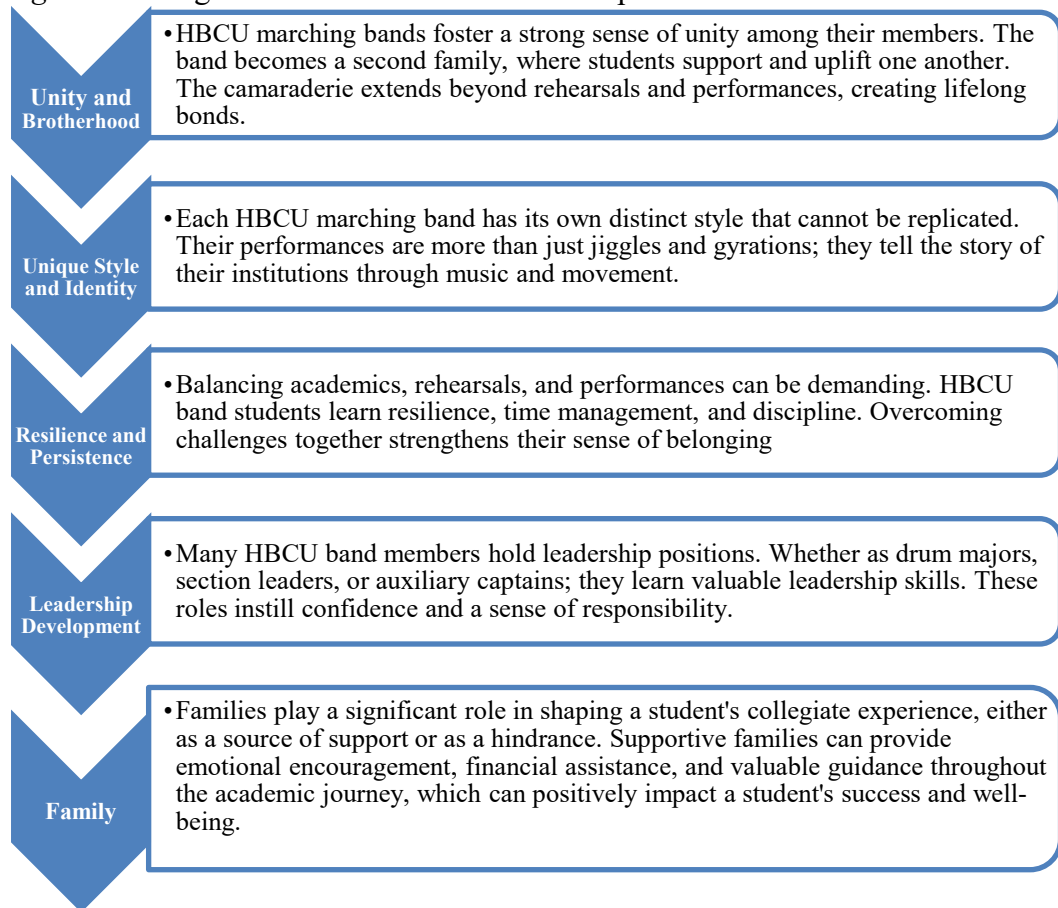 Unity and
Brotherhood
•HBCU marching bands foster a strong sense of unity among their members. The
band becomes a second family, where students support and uplift one another.
The camaraderie extends beyond rehearsals and performances, creating lifelong
bonds.
Unique Style
and Identity
•Each HBCU marching band has its own distinct style that cannot be replicated.
Their performances are more than just jiggles and gyrations; they tell the story of
their institutions through music and movement.
Resilience and
Persistence
•Balancing academics, rehearsals, and performances can be demanding. HBCU
band students learn resilience, time management, and discipline. Overcoming
challenges together strengthens their sense of belonging
Leadership
Development
•Many HBCU band members hold leadership positions. Whether as drum majors,
section leaders, or auxiliary captains; they learn valuable leadership skills. These
roles instill confidence and a sense of responsibility.
Family
•Families play a significant role in shaping a student's collegiate experience, either
as a source of support or as a hindrance. Supportive families can provide
emotional encouragement, financial assistance, and valuable guidance throughout
the academic journey, which can positively impact a student's success and well-
being.